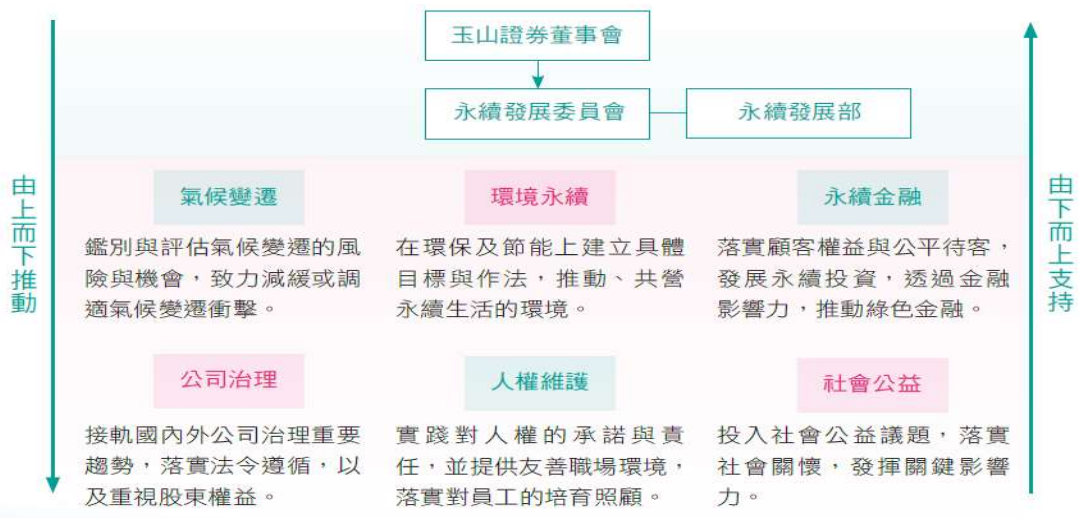 玉山證券董事會
永續發展委員會
永續發展部
由上而下推動
氣候變遷
鑑別與評估氣候變遷的風
險與機會，致力減緩或調
適氣候變遷衝擊。
環境永續
在環保及節能上建立具體
目標與作法，推動、共營
永續生活的環境。
永續金融
落實顧客權益與公平待客，
發展永續投資，透過金融
影響力，推動綠色金融。
公司治理
接軌國內外公司治理重要
趨勢，落實法令遵循，以
及重視股東權益。
人權維護
實踐對人權的承諾與責
任，並提供友善職場環境，
落實對員工的培育照顧。
社會公益
投入社會公益議題，落實
社會關懷，發揮關鍵影響
力。
由下而上支持